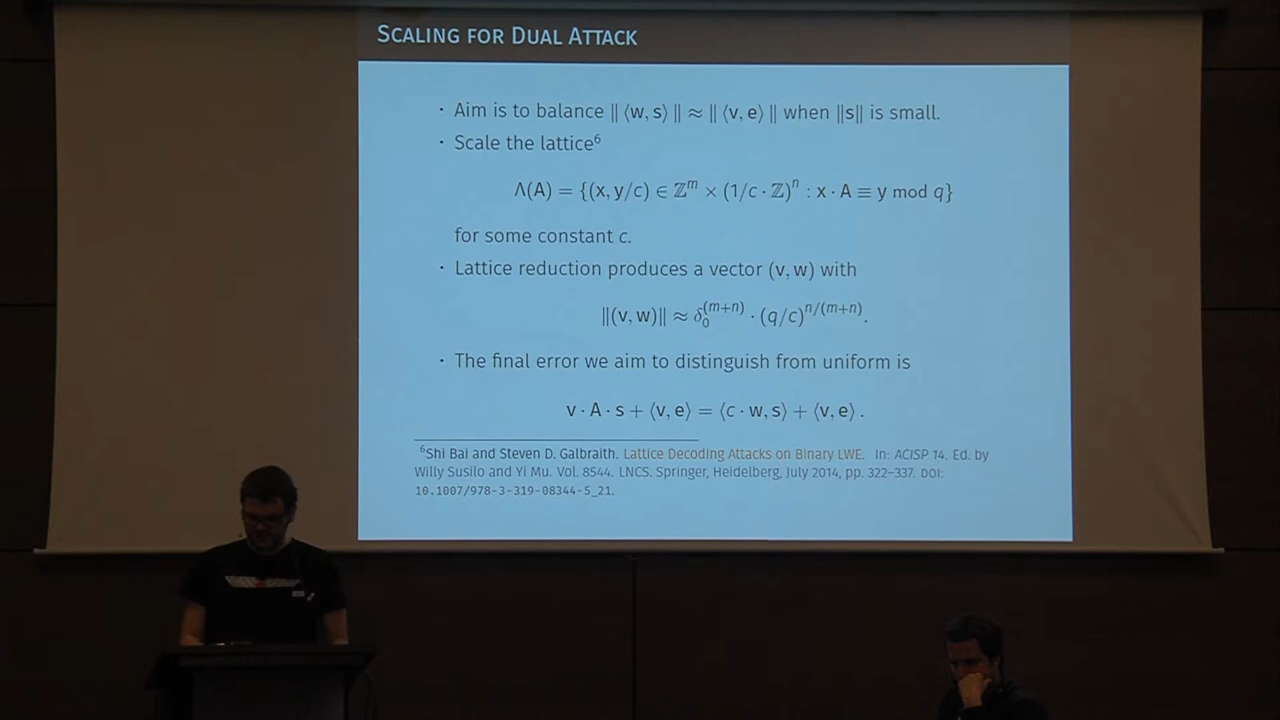 SCALING FOR DUAL ATTACK
· Aim is to balance ‖ ⟨w, s⟩ ‖ ≈ ‖ ⟨v, e⟩ ‖ when ‖s‖ is small.
· Scale the lattice⁶
Λ(A) = {(x, y/c) ∈ ℤᵐ × (1/c · ℤ)ⁿ : x · A ≡ y mod q}
for some constant c.
· Lattice reduction produces a vector (v, w) with
‖(v, w)‖ ≈ δ₀⁽ᵐ⁺ⁿ⁾ · (q/c)ⁿ/⁽ᵐ⁺ⁿ⁾.
· The final error we aim to distinguish from uniform is
v · A · s + ⟨v, e⟩ = ⟨c · w, s⟩ + ⟨v, e⟩ .
⁶Shi Bai and Steven D. Galbraith. Lattice Decoding Attacks on Binary LWE. In: ACISP 14. Ed. by
Willy Susilo and Yi Mu. Vol. 8544. LNCS. Springer, Heidelberg, July 2014, pp. 322–337. DOI:
10.1007/978-3-319-08344-5_21.